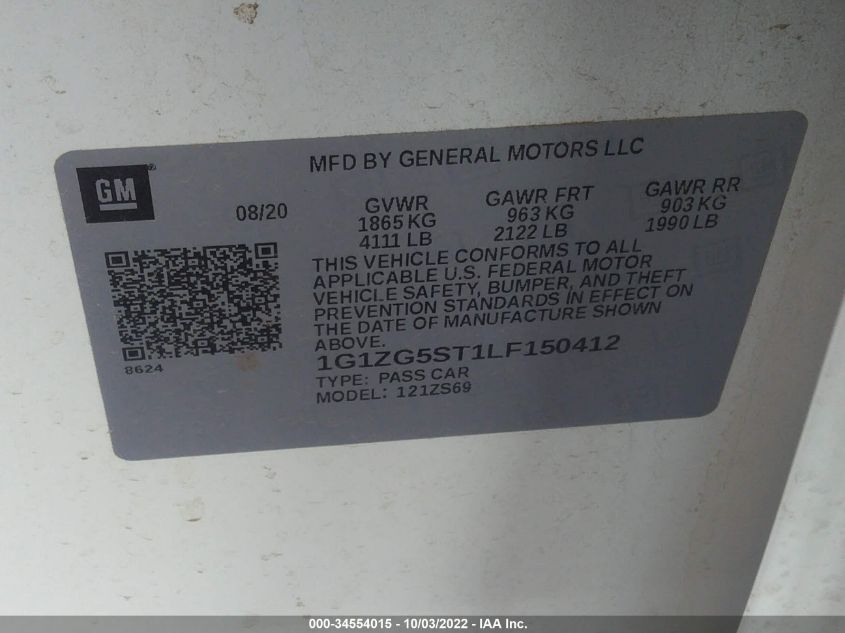 MFD BY GENERAL MOTORS LLC
GM
08/20
GVWR
1865 KG
4111 LB
GAWR FRT
963 KG
2122 LB
GAWR RR
903 KG
1990 LB
THIS VEHICLE CONFORMS TO ALL
APPLICABLE U.S. FEDERAL MOTOR
VEHICLE SAFETY, BUMPER, AND THEFT
PREVENTION STANDARDS IN EFFECT ON
THE DATE OF MANUFACTURE SHOWN
ABOVE.
8624
1G1ZG5ST1LF150412
TYPE: PASS CAR
MODEL: 121ZS69
000-34554015 - 10/03/2022 - IAA Inc.